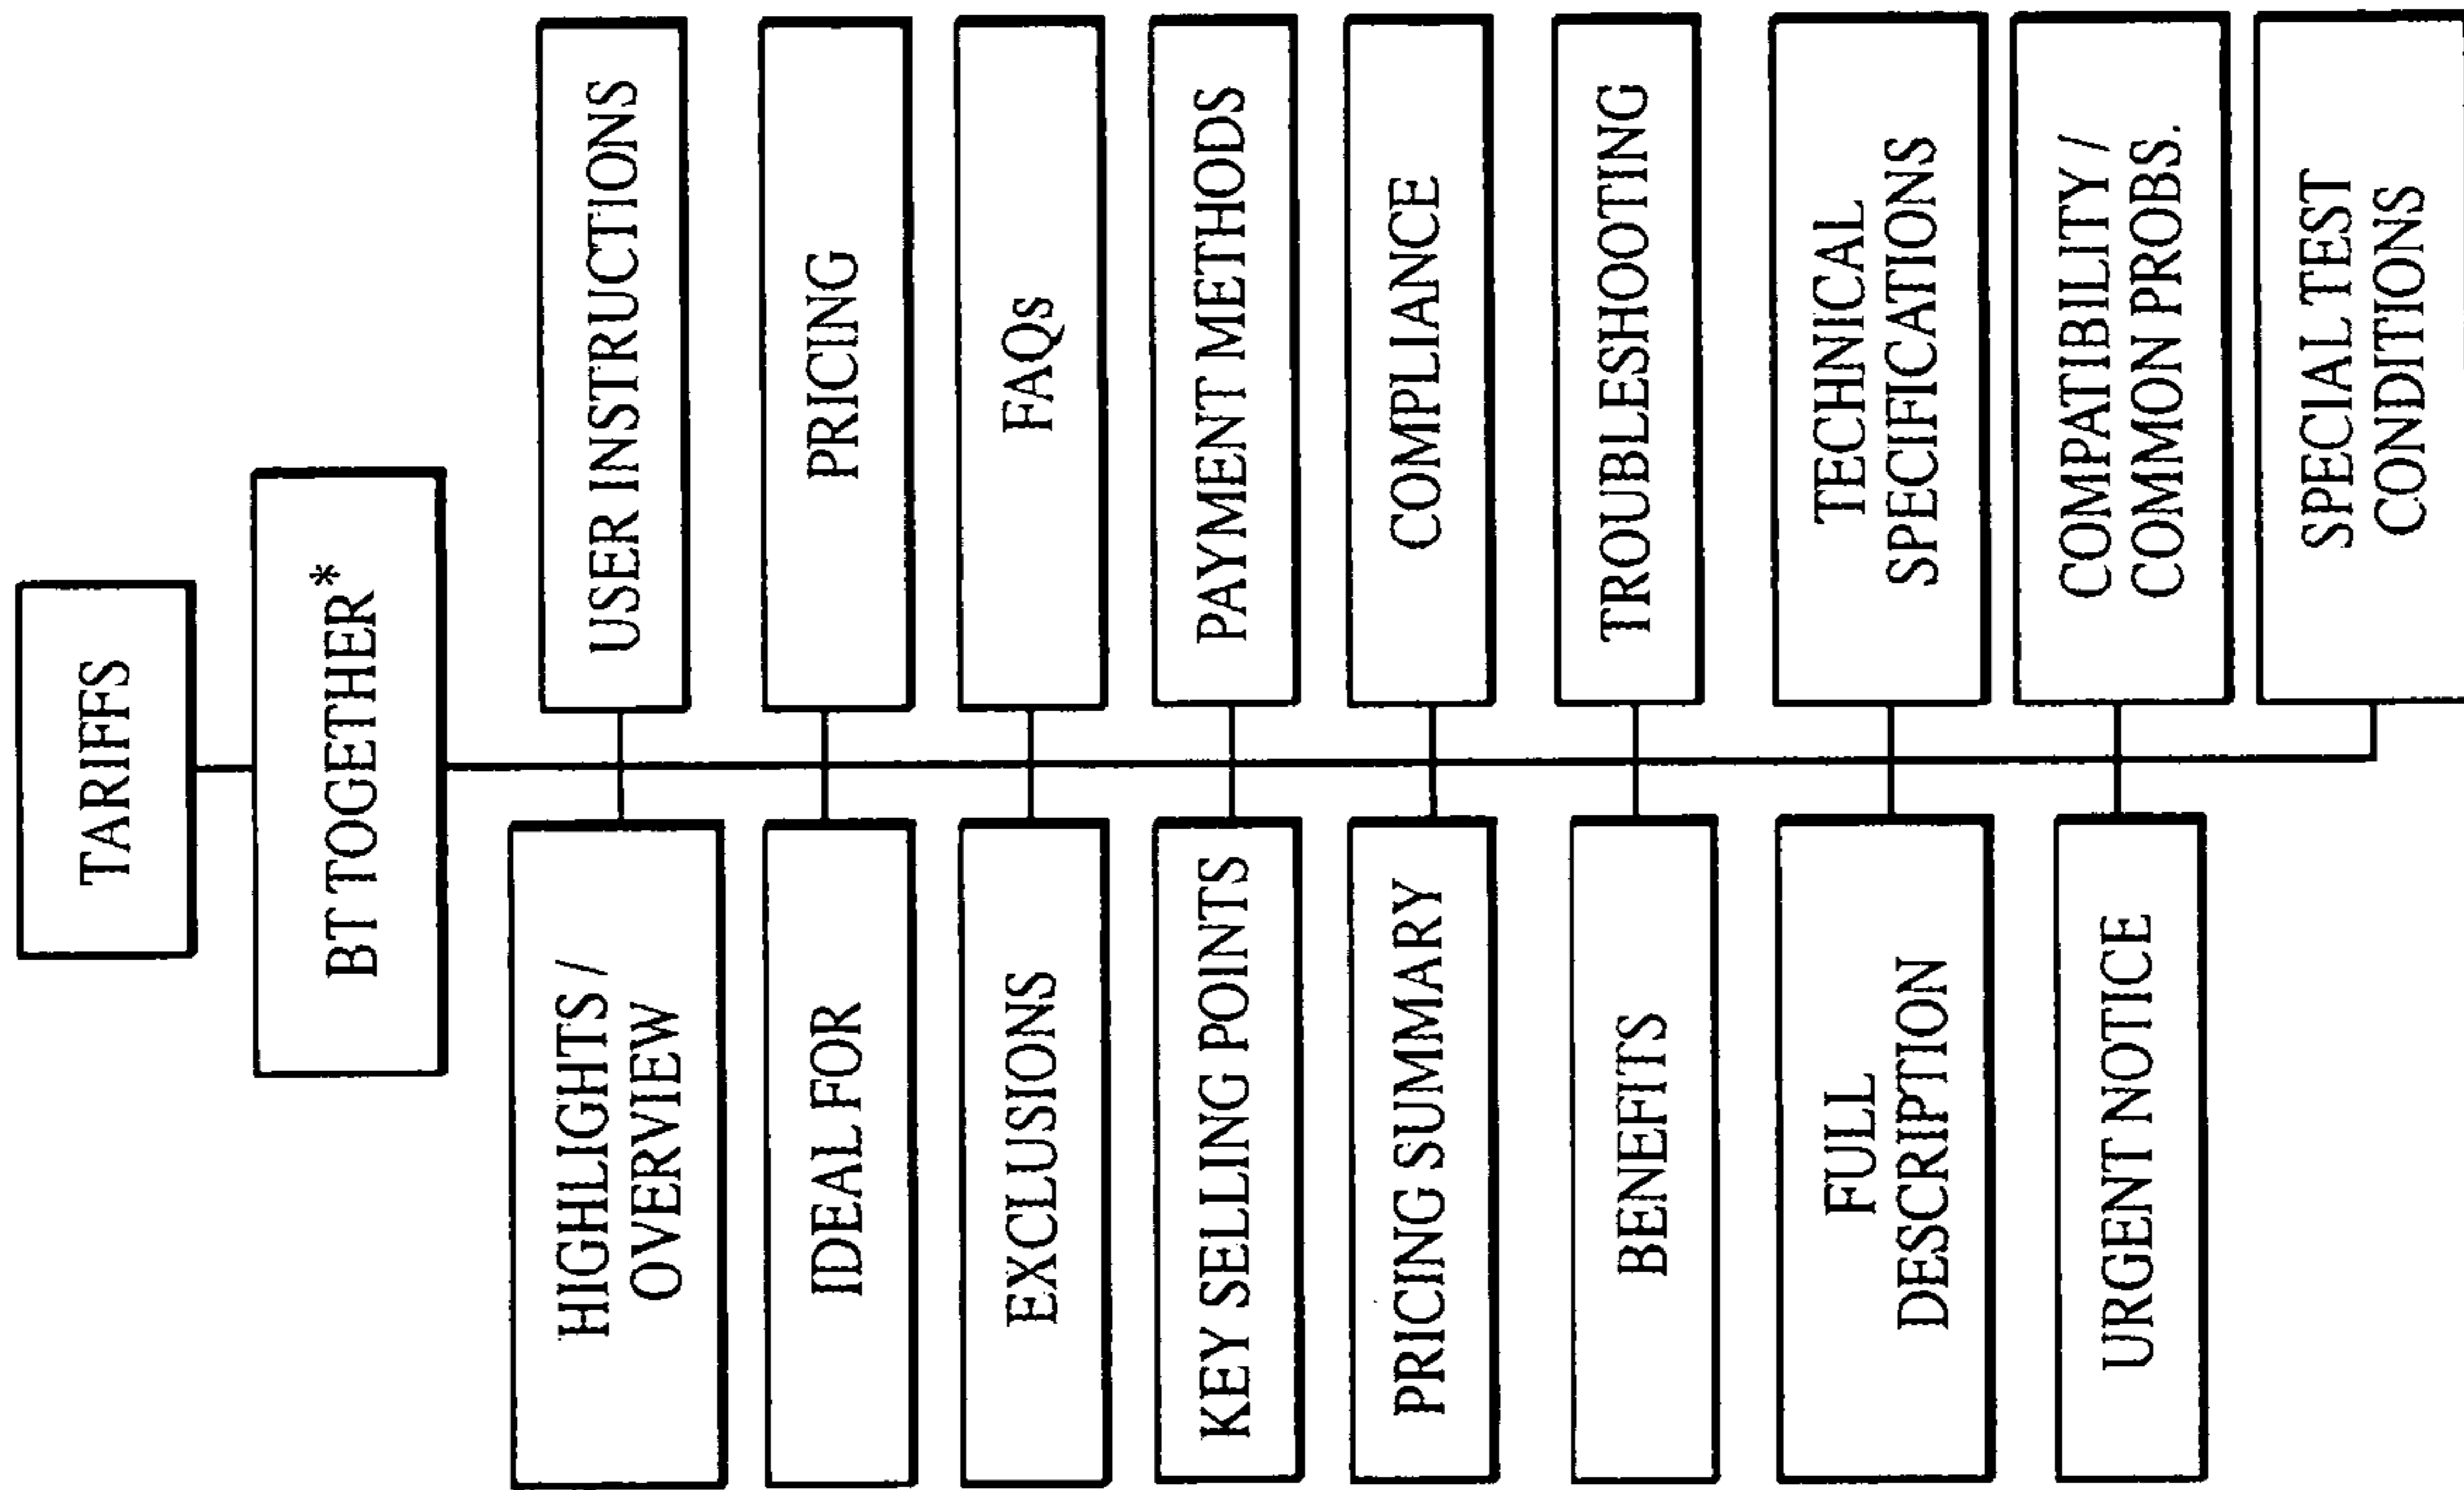 TARIFFS
BT TOGETHER*
HIGHLIGHTS /
OVERVIEW
USER INSTRUCTIONS
IDEAL FOR
PRICING
EXCLUSIONS
FAQs
KEY SELLING POINTS
PAYMENT METHODS
PRICING SUMMARY
COMPLIANCE
BENEFITS
TROUBLESHOOTING
FULL
DESCRIPTION
TECHNICAL
SPECIFICATIONS
URGENT NOTICE
COMPATIBILITY /
COMMON PROBS.
SPECIAL TEST
CONDITIONS